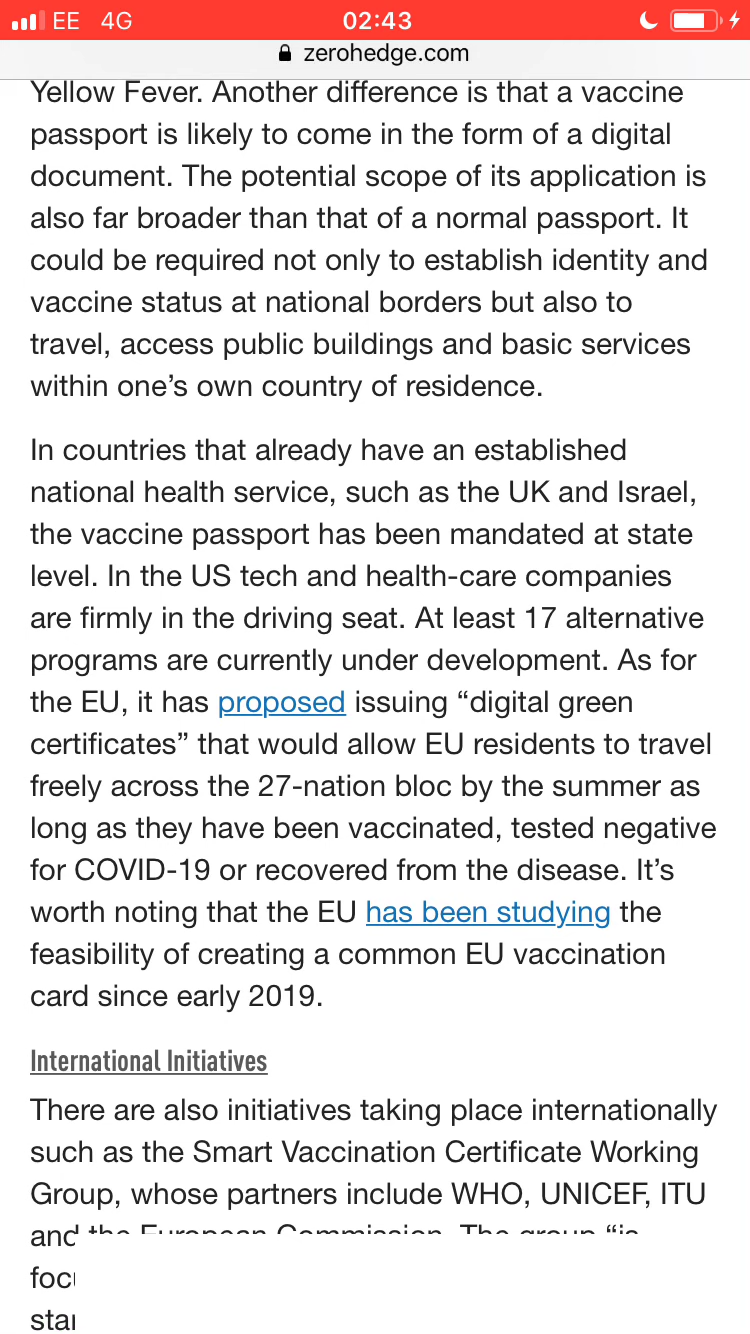 EE 4G 02:43
zerohedge.com
Yellow Fever. Another difference is that a vaccine
passport is likely to come in the form of a digital
document. The potential scope of its application is
also far broader than that of a normal passport. It
could be required not only to establish identity and
vaccine status at national borders but also to
travel, access public buildings and basic services
within one’s own country of residence.
In countries that already have an established
national health service, such as the UK and Israel,
the vaccine passport has been mandated at state
level. In the US tech and health-care companies
are firmly in the driving seat. At least 17 alternative
programs are currently under development. As for
the EU, it has proposed issuing “digital green
certificates” that would allow EU residents to travel
freely across the 27-nation bloc by the summer as
long as they have been vaccinated, tested negative
for COVID-19 or recovered from the disease. It’s
worth noting that the EU has been studying the
feasibility of creating a common EU vaccination
card since early 2019.
International Initiatives
There are also initiatives taking place internationally
such as the Smart Vaccination Certificate Working
Group, whose partners include WHO, UNICEF, ITU
and the European Commission. The group “is